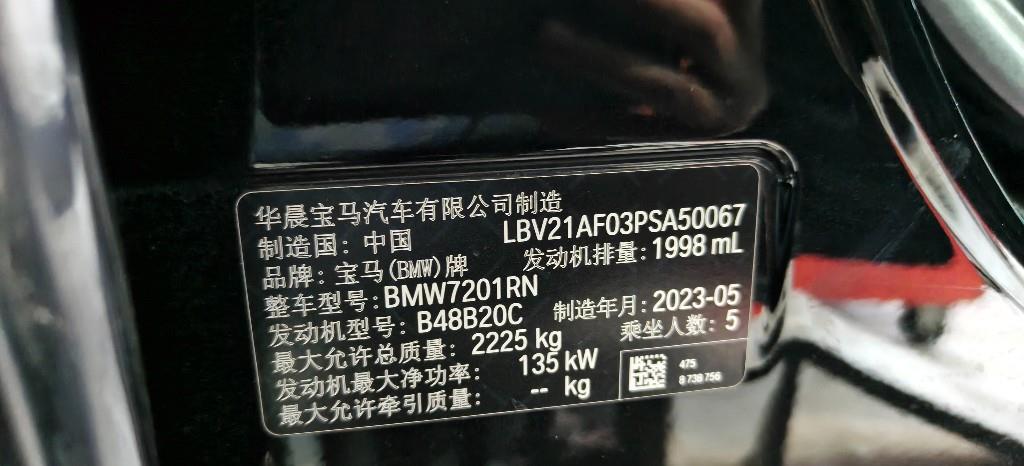 华晨宝马汽车有限公司制造
制造国: 中国 LBV21AF03PSA50067
品牌: 宝马(BMW)牌 发动机排量: 1998 mL
整车型号: BMW7201RN
发动机型号: B48B20C 制造年月: 2023-05
最大允许总质量: 2225 kg 乘坐人数: 5
发动机最大净功率: 135 kW
最大允许牵引质量: -- kg
475
8 738 756